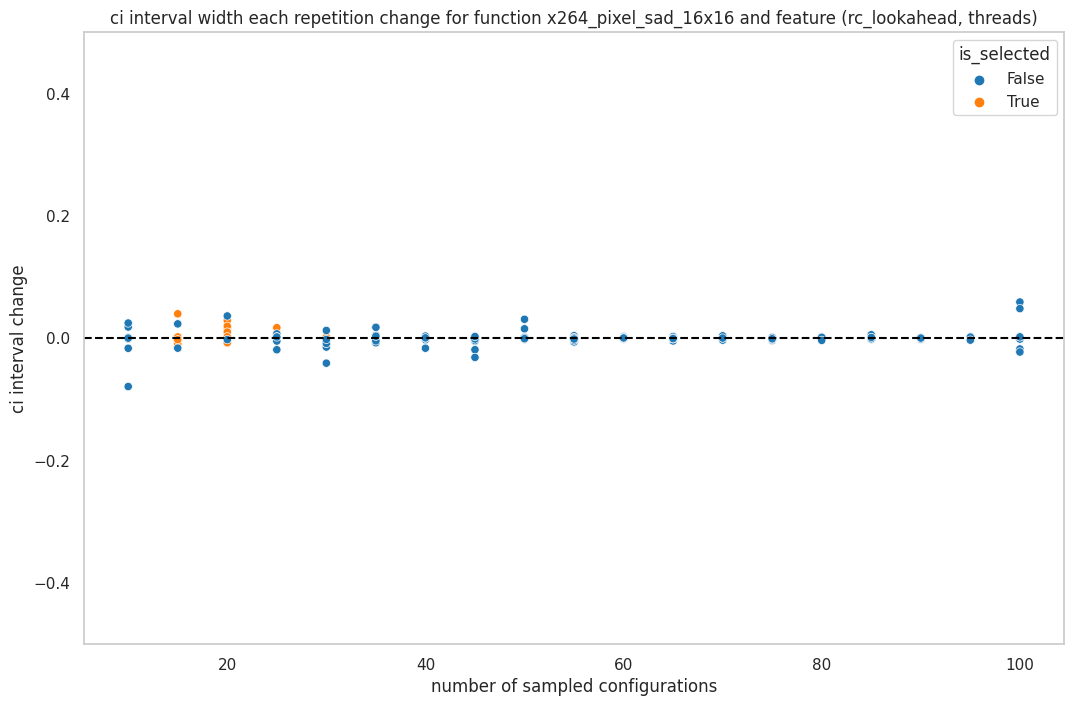 ci interval width each repetition change for function x264_pixel_sad_16x16 and feature (rc_lookahead, threads)
is_selected
False
True
ci interval change
0.4
0.2
0.0
−0.2
−0.4
20 40 60 80 100
number of sampled configurations